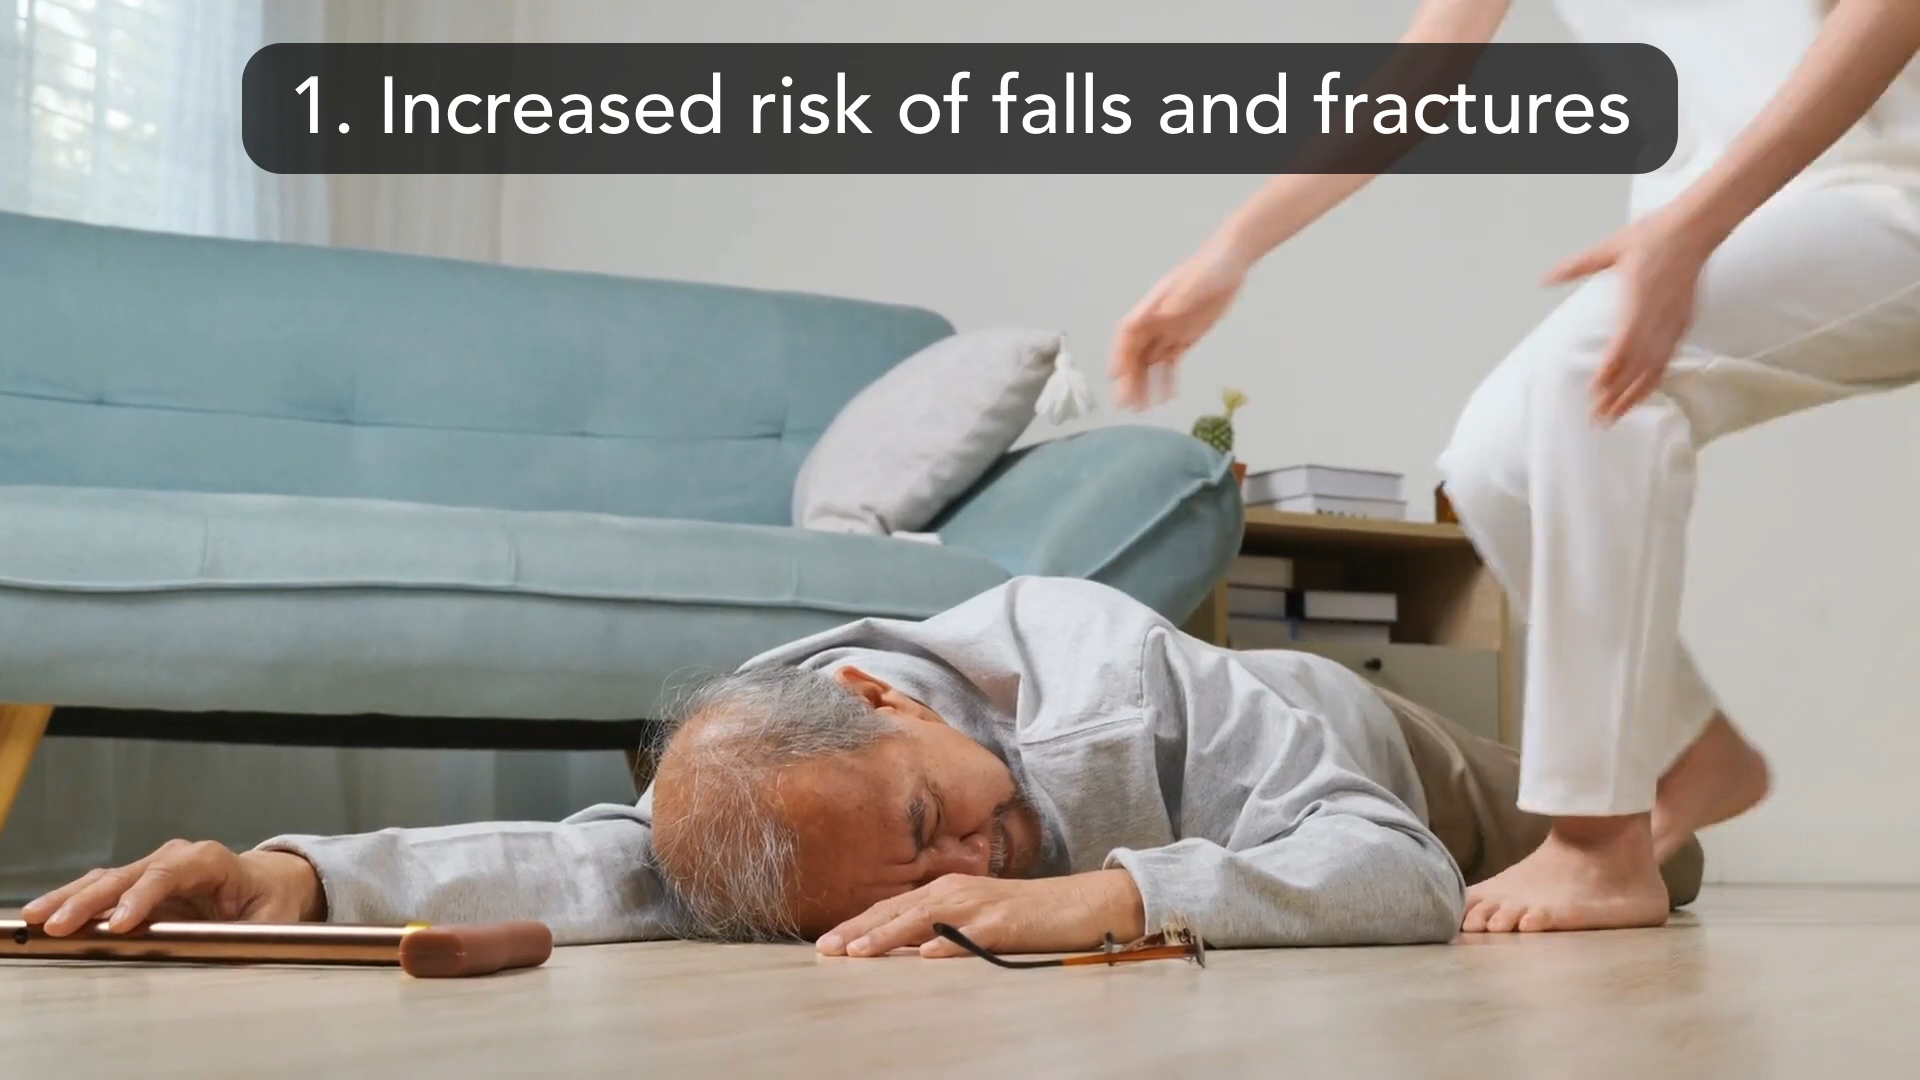 1. Increased risk of falls and fractures